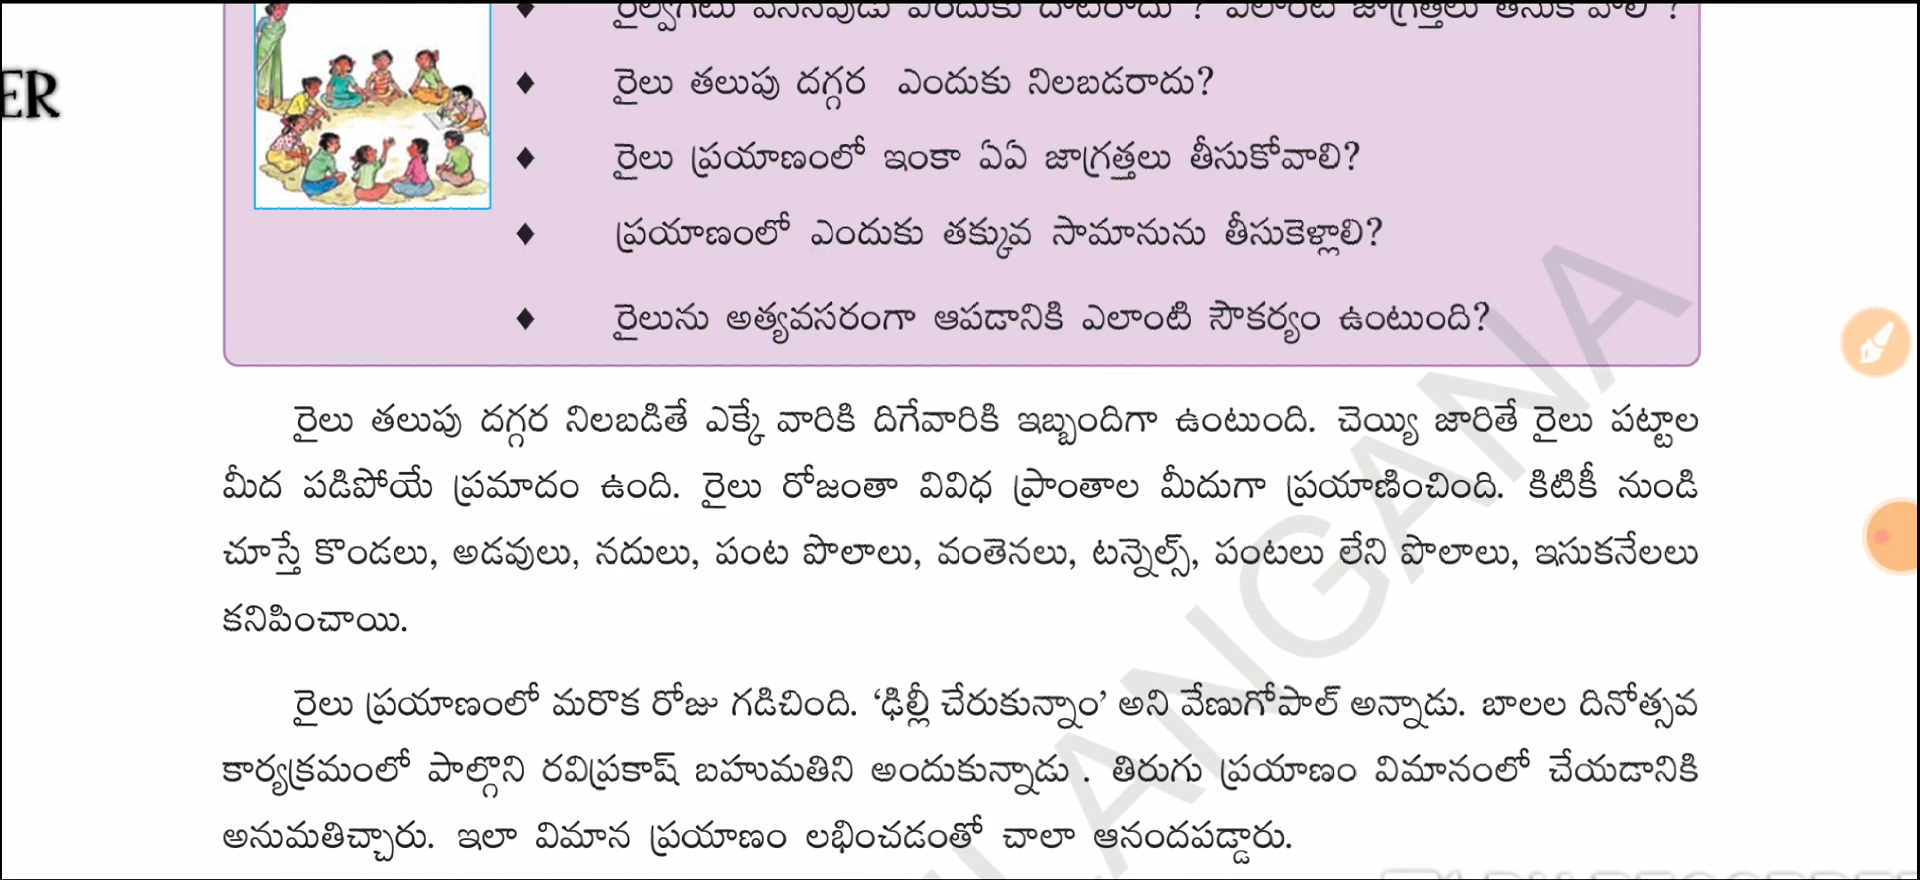 ER
రైలు తలుపు దగ్గర ఎందుకు నిలబడరాదు?
రైలు ప్రయాణంలో ఇంకా ఏఏ జాగ్రత్తలు తీసుకోవాలి?
ప్రయాణంలో ఎందుకు తక్కువ సామానును తీసుకెళ్లాలి?
రైలును అత్యవసరంగా ఆపడానికి ఎలాంటి సౌకర్యం ఉంటుంది?
రైలు తలుపు దగ్గర నిలబడితే ఎక్కే వారికి దిగేవారికి ఇబ్బందిగా ఉంటుంది. చెయ్యి జారితే రైలు పట్టాల
మీద పడిపోయే ప్రమాదం ఉంది. రైలు రోజంతా వివిధ ప్రాంతాల మీదుగా ప్రయాణించింది. కిటికీ నుండి
చూస్తే కొండలు, అడవులు, నదులు, పంట పొలాలు, వంతెనలు, టన్నెల్స్, పంటలు లేని పొలాలు, ఇసుకనేలలు
కనిపించాయి.
రైలు ప్రయాణంలో మరొక రోజు గడిచింది. ‘ఢిల్లీ చేరుకున్నాం’ అని వేణుగోపాల్ అన్నాడు. బాలల దినోత్సవ
కార్యక్రమంలో పాల్గొని రవిప్రకాష్ బహుమతిని అందుకున్నాడు . తిరుగు ప్రయాణం విమానంలో చేయడానికి
అనుమతిచ్చారు. ఇలా విమాన ప్రయాణం లభించడంతో చాలా ఆనందపడ్డారు.
LANGANA